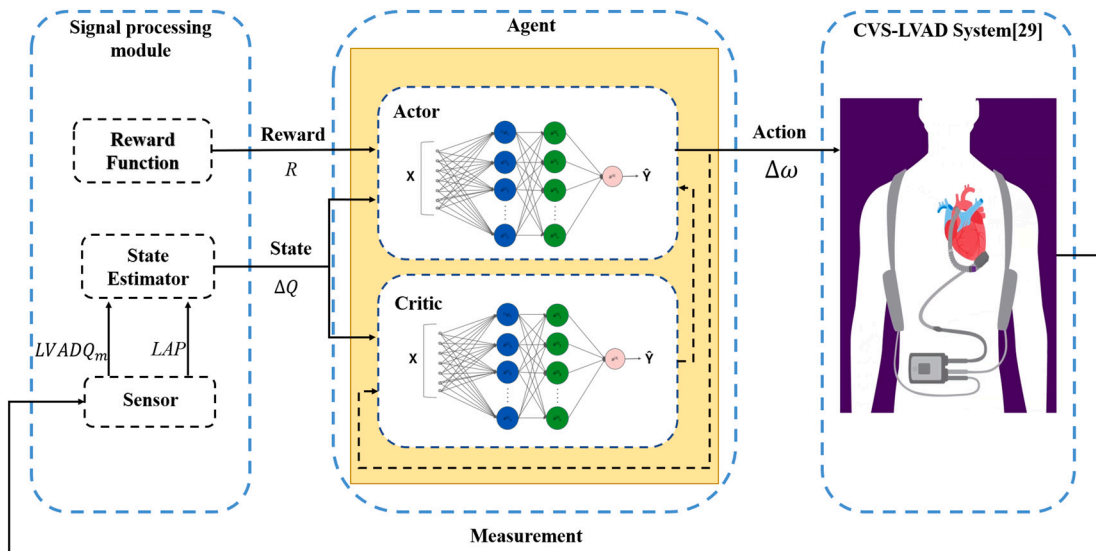 Signal processing
module
Agent
CVS-LVAD System[29]
Reward
Function
Reward
R
Actor
X
Ŷ
Action
Δω
State
Estimator
State
ΔQ
Critic
X
Ŷ
LVADQₘ
LAP
Sensor
Measurement